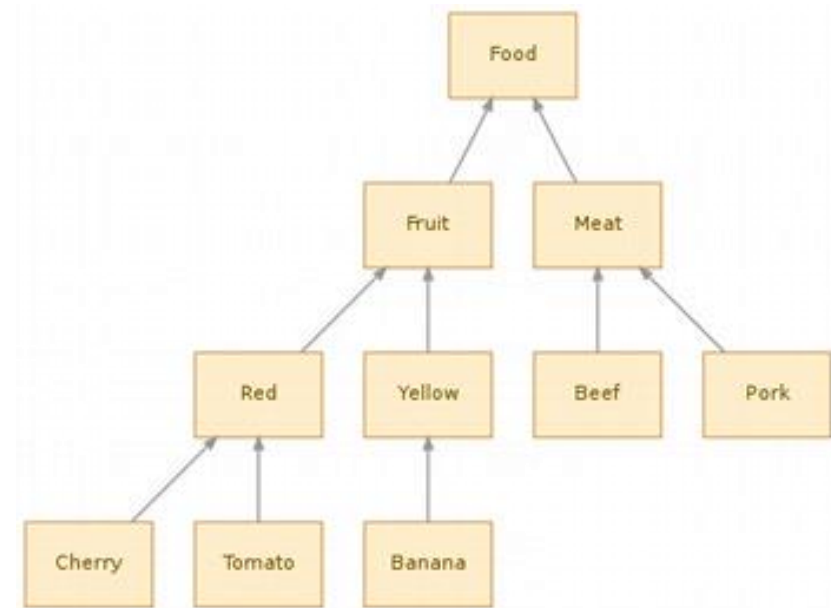 Food
Fruit
Meat
Red
Yellow
Beef
Pork
Cherry
Tomato
Banana